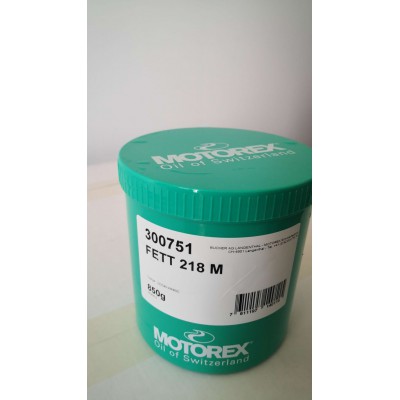 MOTOREX
Oil of Switzerland
300751
FETT 218 M
850g
MOTOREX
Oil of Switzerland